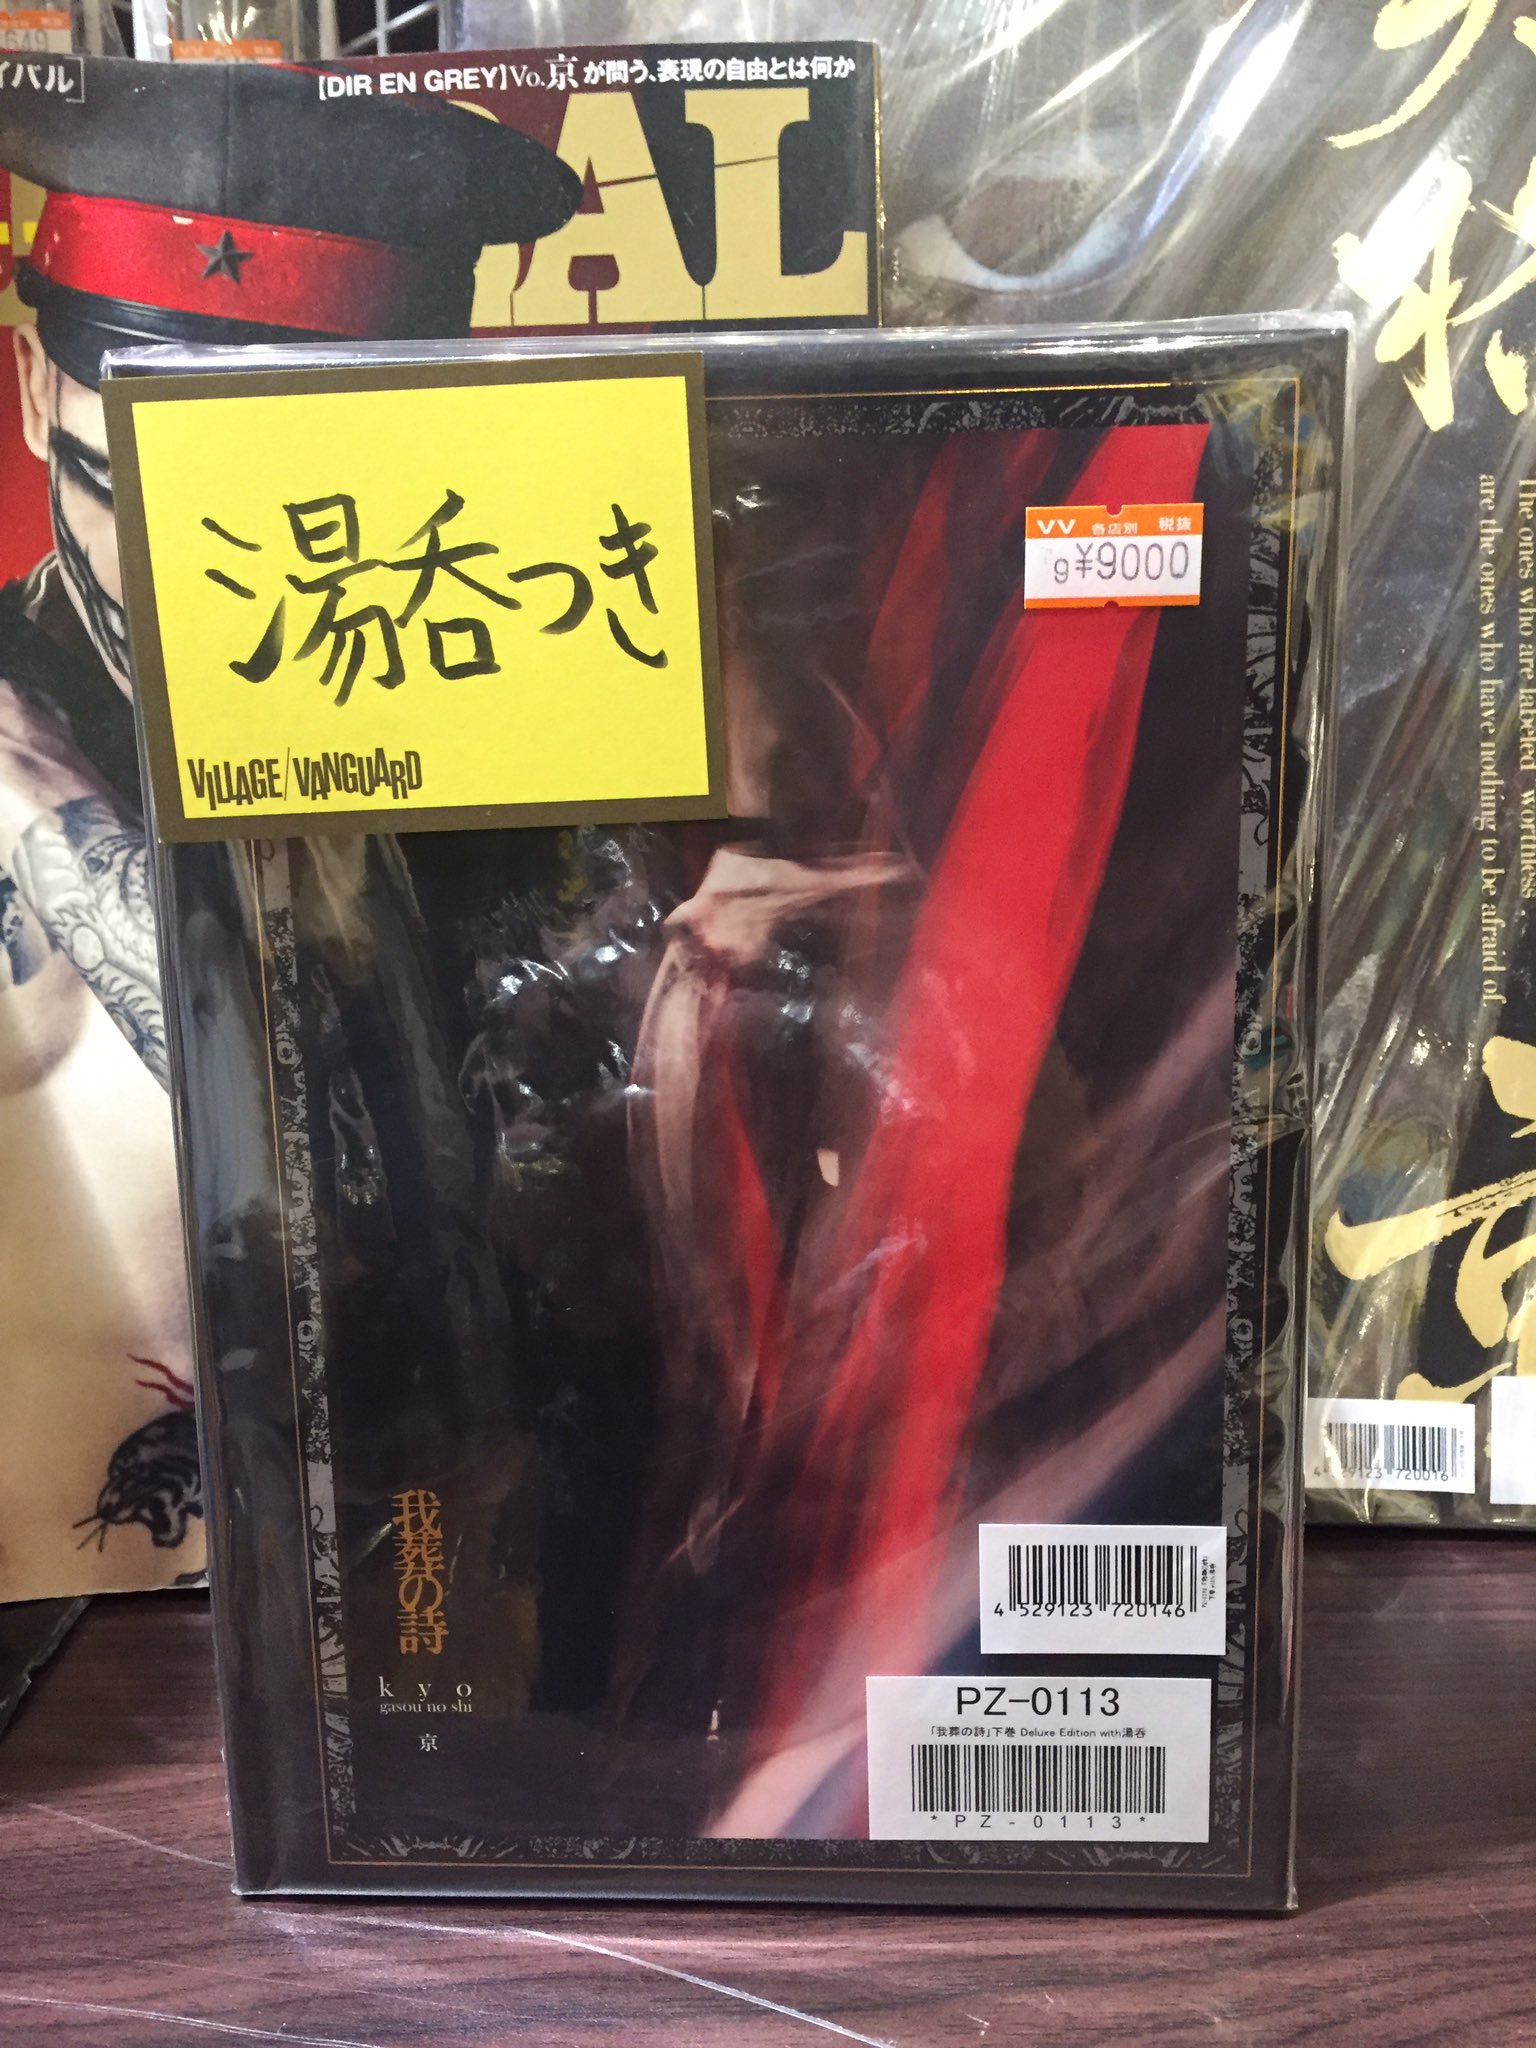 イバル」
【DIR EN GREY】Vo.京が問う、表現の自由とは何か
AL
湯呑つき
VILLAGE/VANGUARD
VV 各店別 税抜
9 ¥9000
The ones who are labeled worthless.
are the ones who have nothing to be afraid of.
4 529123 720016
我葬の詩
kyo
gasou no shi
京
4 529123 720146
PZ-0113
「我葬の詩」下巻 Deluxe Edition with湯呑
*PZ-0113*